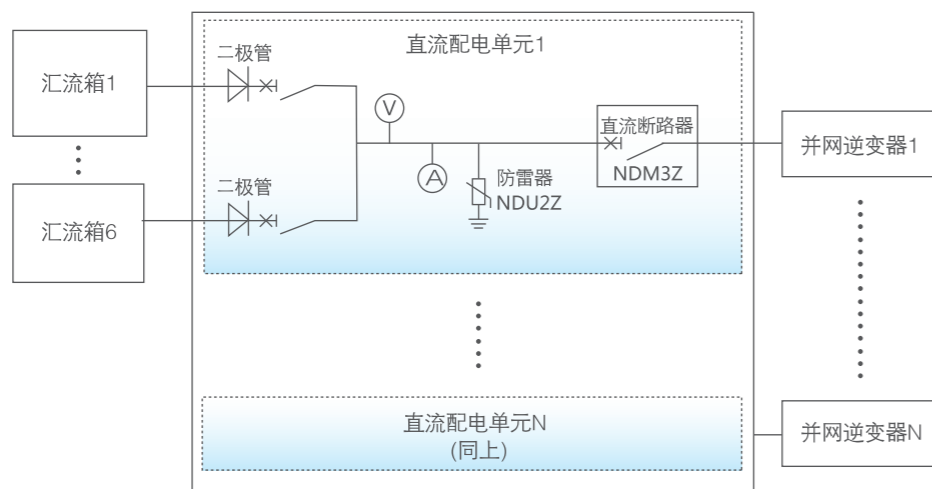 直流配电单元1
二极管
汇流箱1
V
直流断路器
NDM3Z
并网逆变器1
A
防雷器
NDU2Z
二极管
汇流箱6
直流配电单元N
(同上)
并网逆变器N